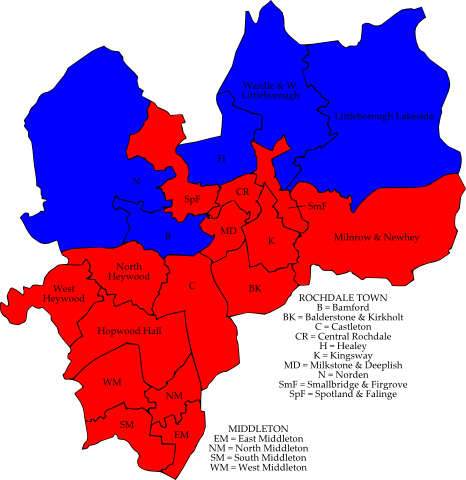 Wardle & W
Littleborough
Littleborough Lakeside
H
N
SpF
CR
SmF
B
MD
K
Milnrow & Newhey
North
Heywood
West
Heywood
C
BK
Hopwood Hall
WM
NM
SM
EM
ROCHDALE TOWN
B = Bamford
BK = Balderstone & Kirkholt
C = Castleton
CR = Central Rochdale
H = Healey
K = Kingsway
MD = Milkstone & Deeplish
N = Norden
SmF = Smallbridge & Firgrove
SpF = Spotland & Falinge
MIDDLETON
EM = East Middleton
NM = North Middleton
SM = South Middleton
WM = West Middleton